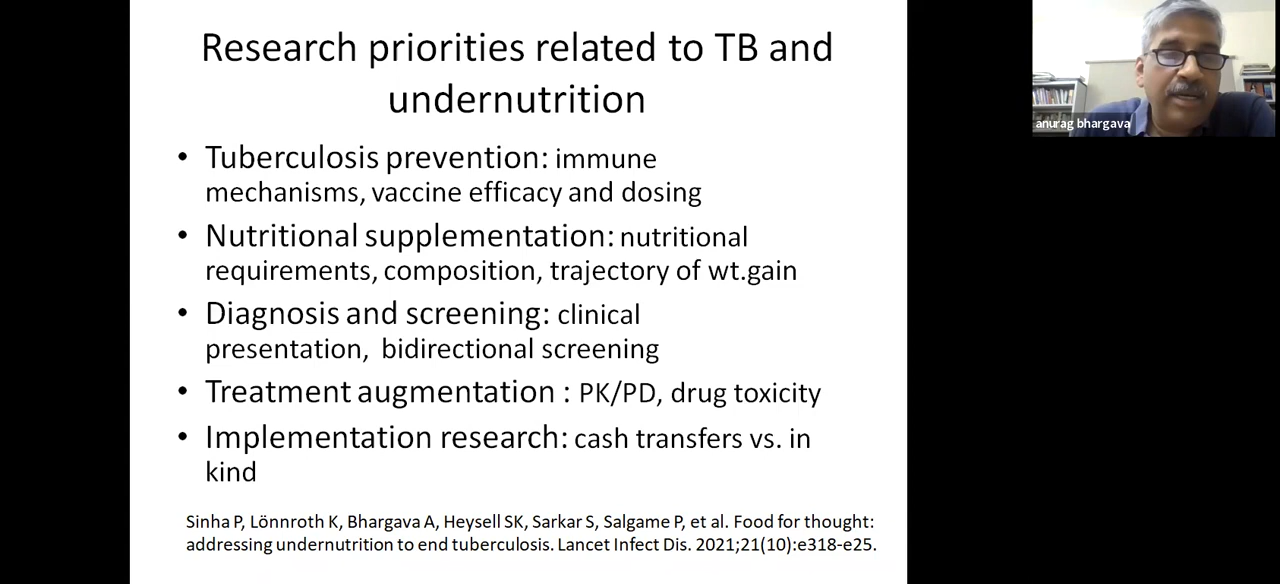 Research priorities related to TB and
undernutrition
• Tuberculosis prevention: immune
mechanisms, vaccine efficacy and dosing
• Nutritional supplementation: nutritional
requirements, composition, trajectory of wt.gain
• Diagnosis and screening: clinical
presentation, bidirectional screening
• Treatment augmentation : PK/PD, drug toxicity
• Implementation research: cash transfers vs. in
kind
Sinha P, Lönnroth K, Bhargava A, Heysell SK, Sarkar S, Salgame P, et al. Food for thought:
addressing undernutrition to end tuberculosis. Lancet Infect Dis. 2021;21(10):e318-e25.
anurag bhargava